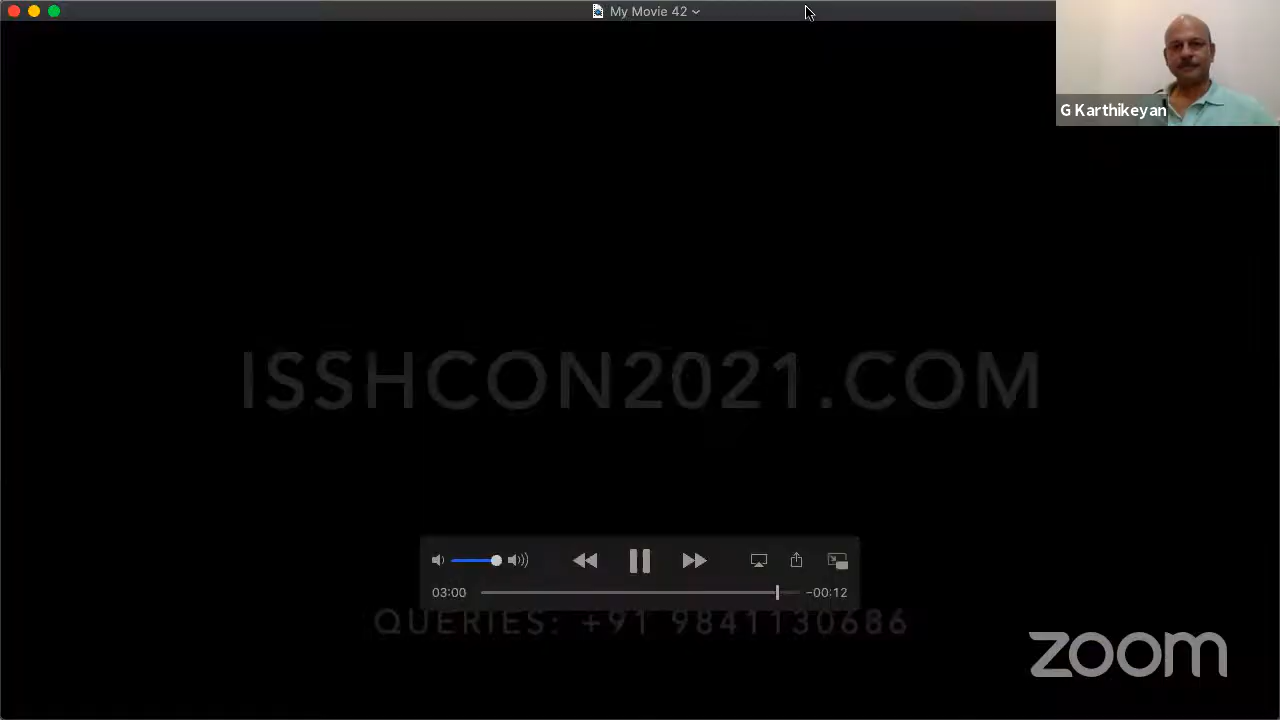 My Movie 42
G Karthikeyan
ISSHCON2021.COM
03:00
-00:12
QUERIES: +91 9841130686
zoom